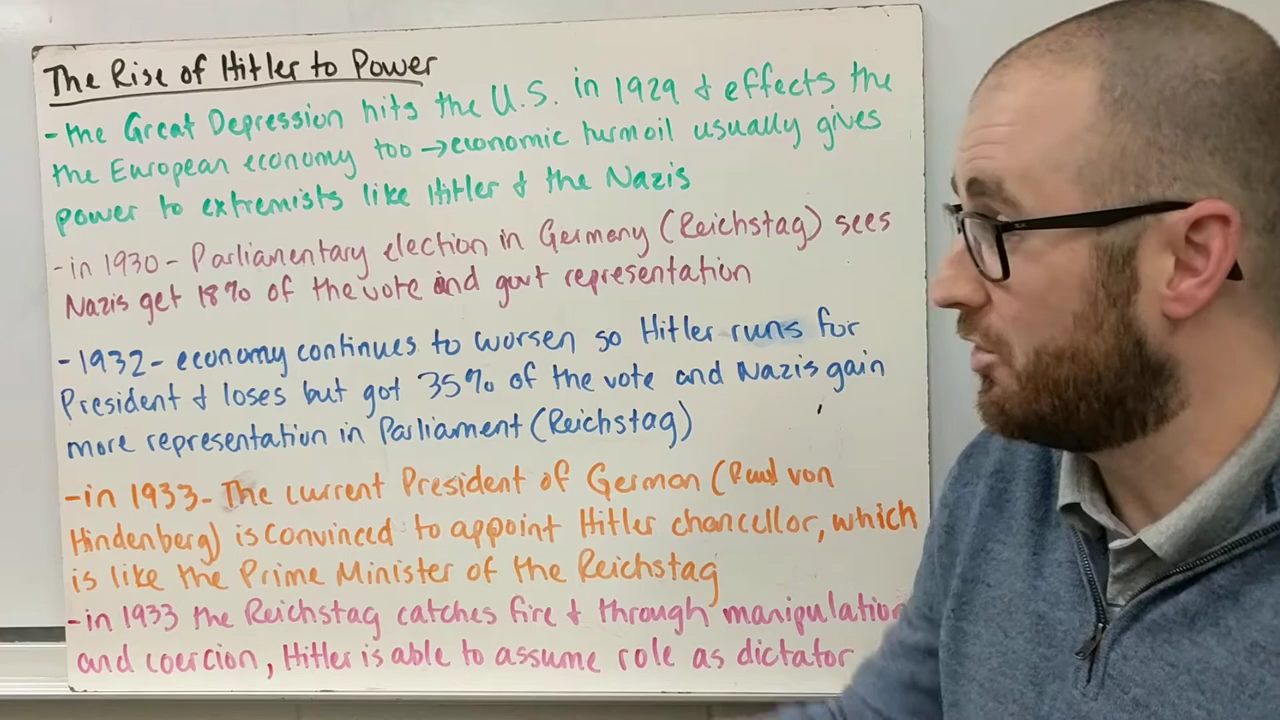 The Rise of Hitler to Power
-the Great Depression hits the U.S. in 1929 & effects the
the European economy too →economic turmoil usually gives
power to extremists like Hitler & the Nazis
-in 1930- Parliamentary election in Germany (Reichstag) sees
Nazis get 18% of the vote and govt representation
-1932- economy continues to worsen so Hitler runs for
President & loses but got 35% of the vote and Nazis gain
more representation in Parliament (Reichstag)
-in 1933- The current President of German (Paul von
Hindenberg) is convinced to appoint Hitler chancellor, which
is like the Prime Minister of the Reichstag
-in 1933 the Reichstag catches fire & through manipulation
and coercion, Hitler is able to assume role as dictator